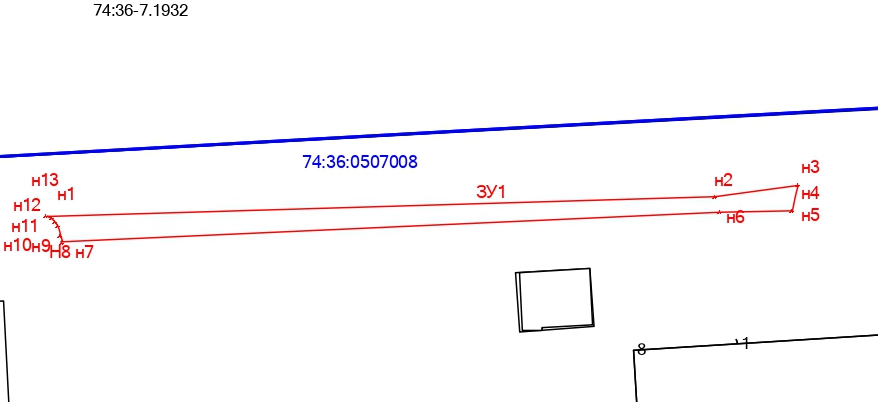 74:36-7.1932
74:36:0507008
н3
н13
н2
н1
ЗУ1
н4
н12
н5
н6
н11
н10
н9
Н8
н7
1
8